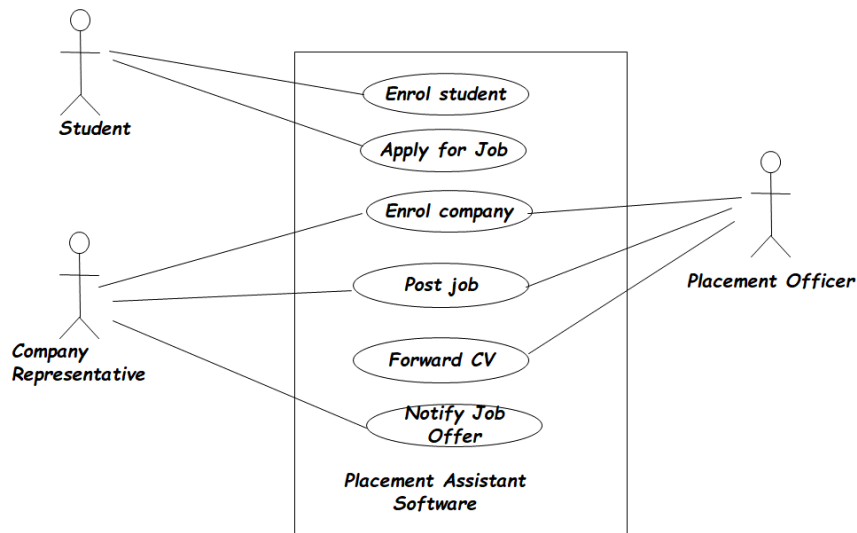 Student
Enrol student
Apply for Job
Enrol company
Post job
Placement Officer
Company
Representative
Forward CV
Notify Job
Offer
Placement Assistant
Software